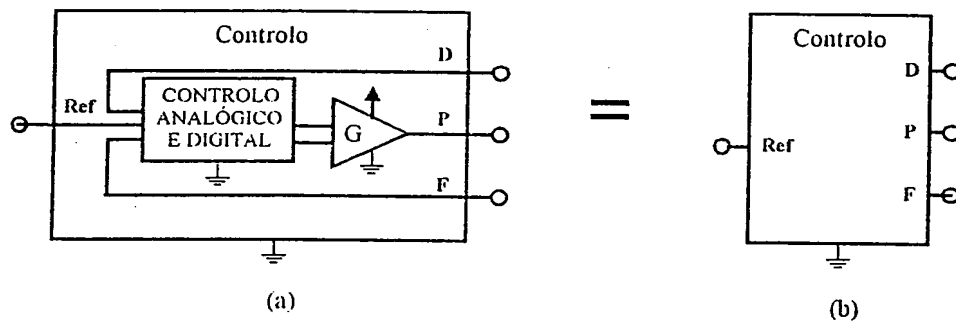 Controlo
D
Ref
CONTROLO
ANALÓGICO
E DIGITAL
G
P
F
(a)
=
Controlo
D
P
Ref
F
(b)